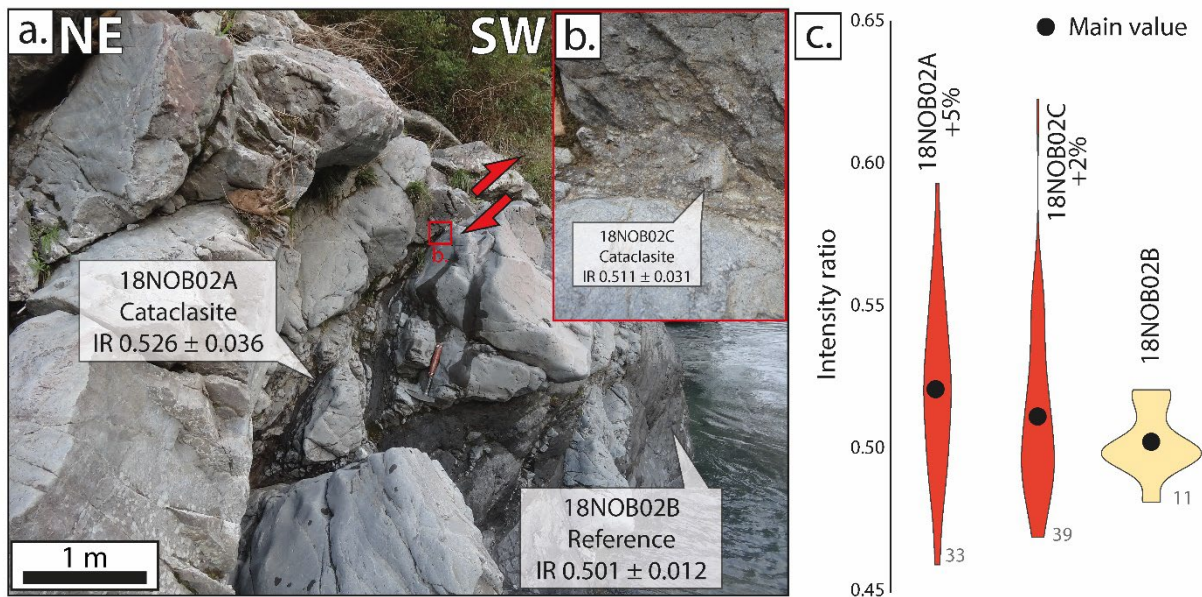 a.
NE
SW
b.
b.
18NOB02A
Cataclasite
IR 0.526 ± 0.036
18NOB02C
Cataclasite
IR 0.511 ± 0.031
18NOB02B
Reference
IR 0.501 ± 0.012
1 m
c.
Main value
Intensity ratio
0.65
0.60
0.55
0.50
0.45
18NOB02A
+5%
18NOB02C
+2%
18NOB02B
33
39
11